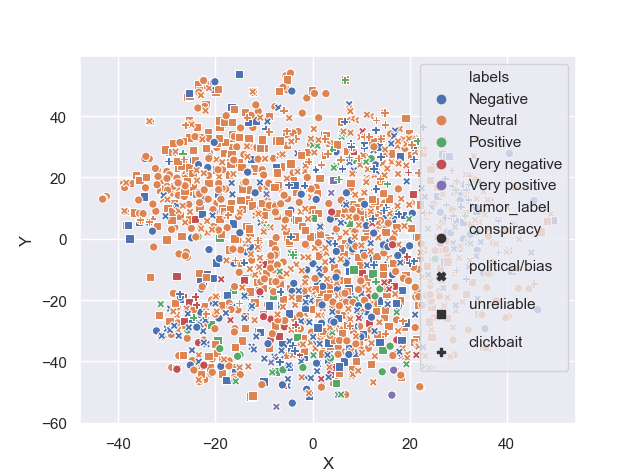 labels
Negative
Neutral
Positive
Very negative
Very positive
rumor_label
conspiracy
political/bias
unreliable
clickbait
40
20
0
−20
−40
−60
Y
−40 −20 0 20 40
X